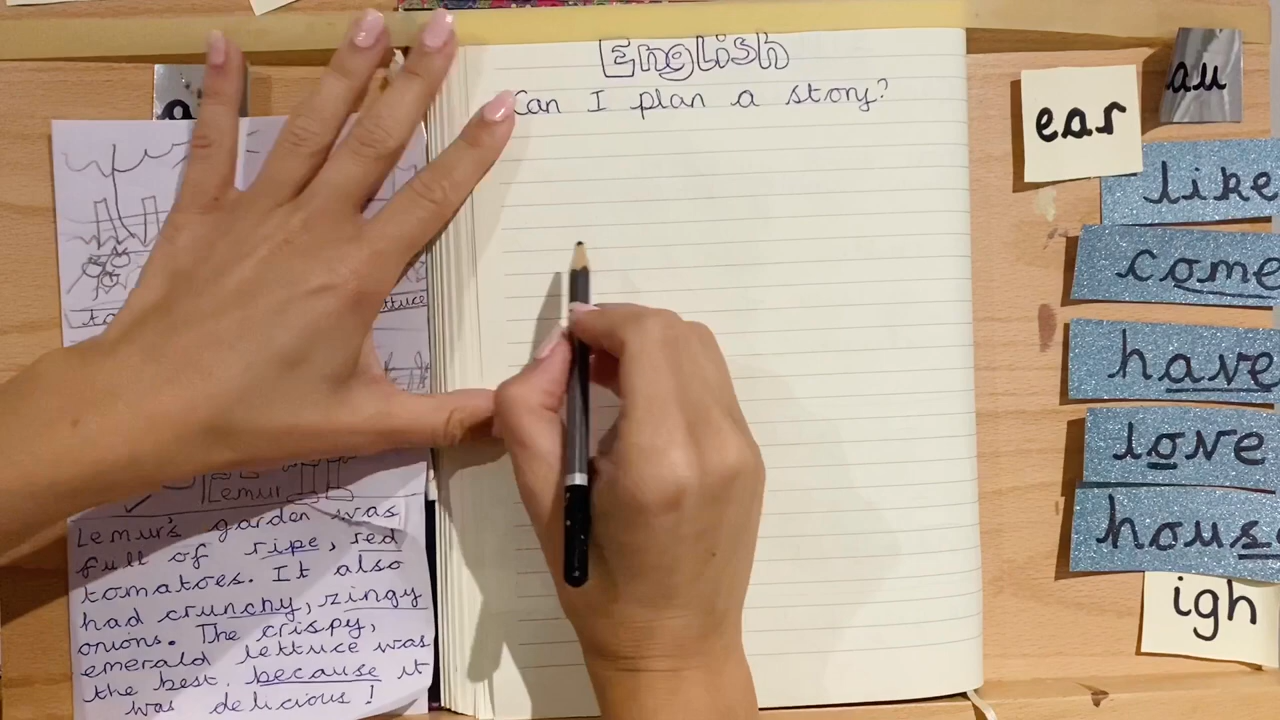 English
Can I plan a story?
Lemur
Lemur's garden was
full of ripe, red
tomatoes. It also
had crunchy, zingy
onions. The crispy,
emerald lettuce was
the best, because it
was delicious!
ear
au
like
come
have
love
house
igh